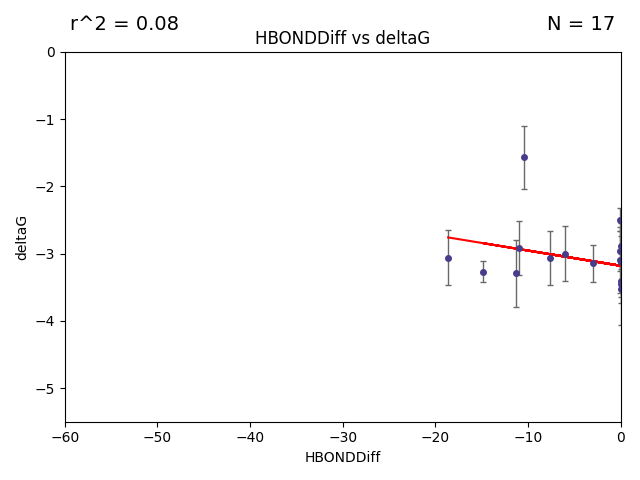 r^2 = 0.08
N = 17
HBONDDiff vs deltaG
0
−1
−2
−3
−4
−5
deltaG
−60
−50
−40
−30
−20
−10
0
HBONDDiff